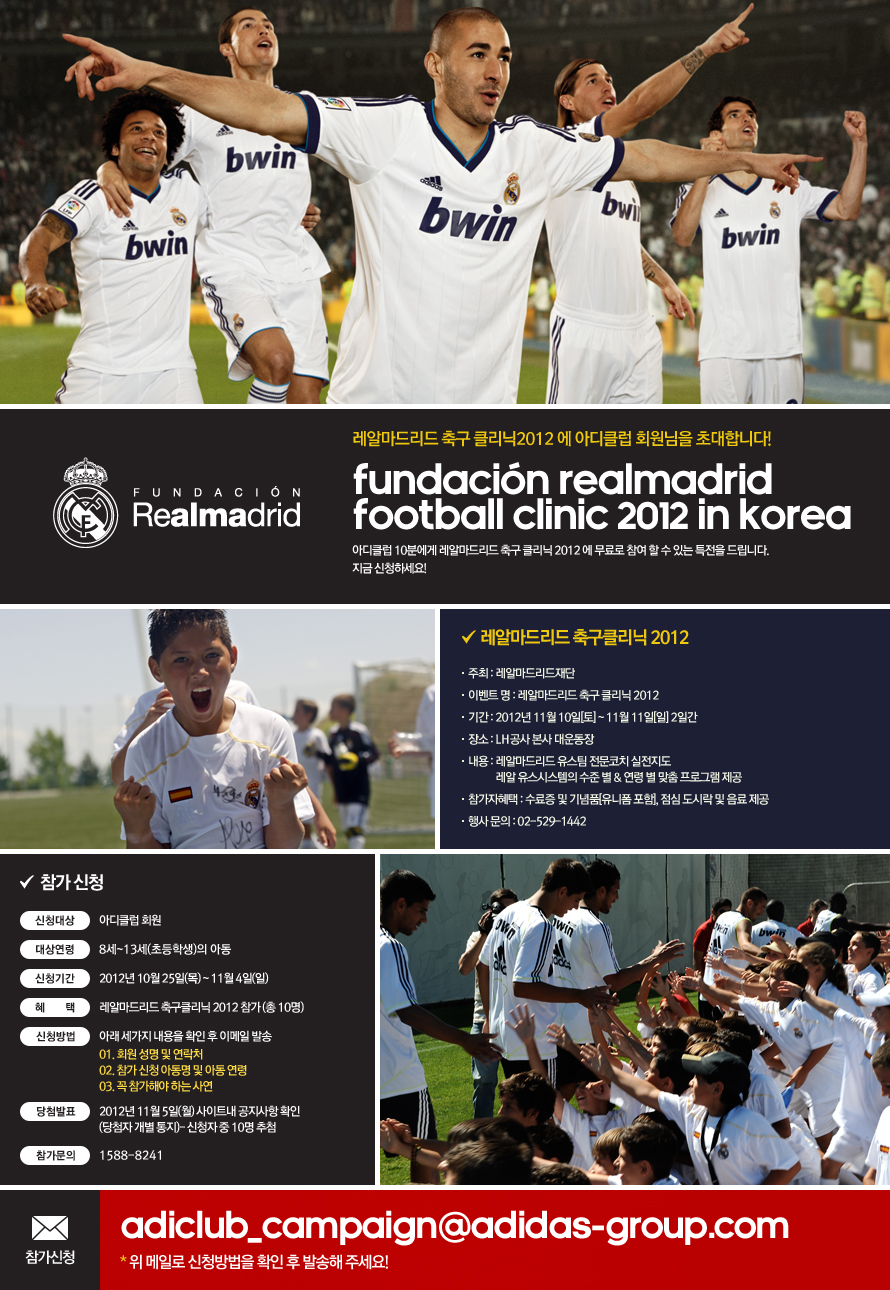 bwin
bwin
bwin
bwin
bwin
adidas
레알마드리드 축구 클리닉2012 에 아디클럽 회원님을 초대합니다!
fundación realmadrid
football clinic 2012 in korea
FUNDACIÓN
Realmadrid
아디클럽 10분에게 레알마드리드 축구 클리닉 2012 에 무료로 참여 할 수 있는 특전을 드립니다.
지금 신청하세요!
레알마드리드 축구클리닉 2012
· 주최 : 레알마드리드재단
· 이벤트 명 : 레알마드리드 축구 클리닉 2012
· 기간 : 2012년 11월 10일[토] ~ 11월 11일[일] 2일간
· 장소 : LH공사 본사 대운동장
· 내용 : 레알마드리드 유스팀 전문코치 실전지도
레알 유스시스템의 수준 별 & 연령 별 맞춤 프로그램 제공
· 참가자혜택 : 수료증 및 기념품[유니폼 포함], 점심 도시락 및 음료 제공
· 행사 문의 : 02-529-1442
참가 신청
신청대상 아디클럽 회원
대상연령 8세~13세(초등학생)의 아동
신청기간 2012년 10월 25일(목) ~ 11월 4일(일)
혜 택 레알마드리드 축구클리닉 2012 참가 (총 10명)
신청방법 아래 세가지 내용을 확인 후 이메일 발송
01. 회원 성명 및 연락처
02. 참가 신청 아동명 및 아동 연령
03. 꼭 참가해야 하는 사연
당첨발표 2012년 11월 5일(월) 사이트내 공지사항 확인
(당첨자 개별 통지)- 신청자 중 10명 추첨
참가문의 1588-8241
bwin
adidas
참가신청
adiclub_campaign@adidas-group.com
* 위 메일로 신청방법을 확인 후 발송해 주세요!